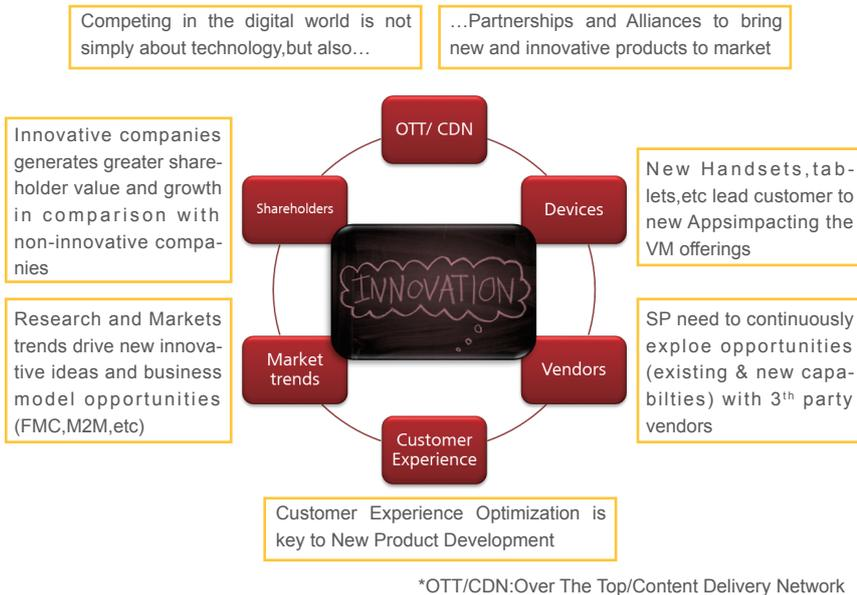 Competing in the digital world is not
simply about technology,but also…
…Partnerships and Alliances to bring
new and innovative products to market
OTT/ CDN
Innovative companies
generates greater share-
holder value and growth
in comparison with
non-innovative compa-
nies
Shareholders
Devices
New Handsets,tab-
lets,etc lead customer to
new Appsimpacting the
VM offerings
INNOVATION
Research and Markets
trends drive new innova-
tive ideas and business
model opportunities
(FMC,M2M,etc)
Market
trends
Vendors
SP need to continuously
exploe opportunities
(existing & new capa-
bilties) with 3th party
vendors
Customer
Experience
Customer Experience Optimization is
key to New Product Development
*OTT/CDN:Over The Top/Content Delivery Network